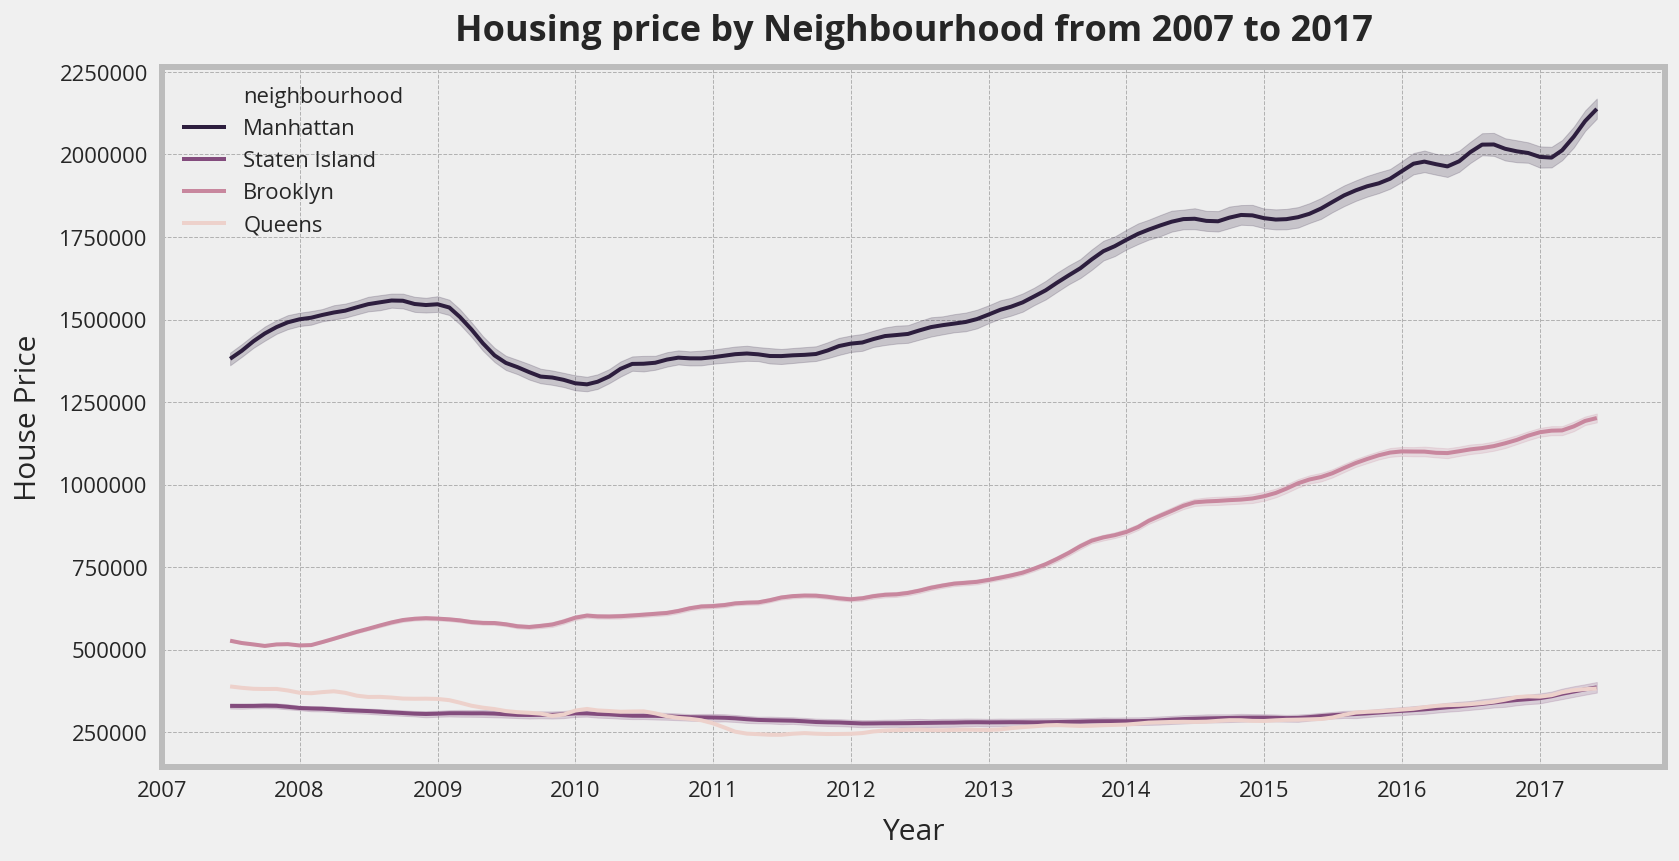 Housing price by Neighbourhood from 2007 to 2017
2250000
2000000
1750000
1500000
1250000
1000000
750000
500000
250000
House Price
neighbourhood
Manhattan
Staten Island
Brooklyn
Queens
2007 2008 2009 2010 2011 2012 2013 2014 2015 2016 2017
Year